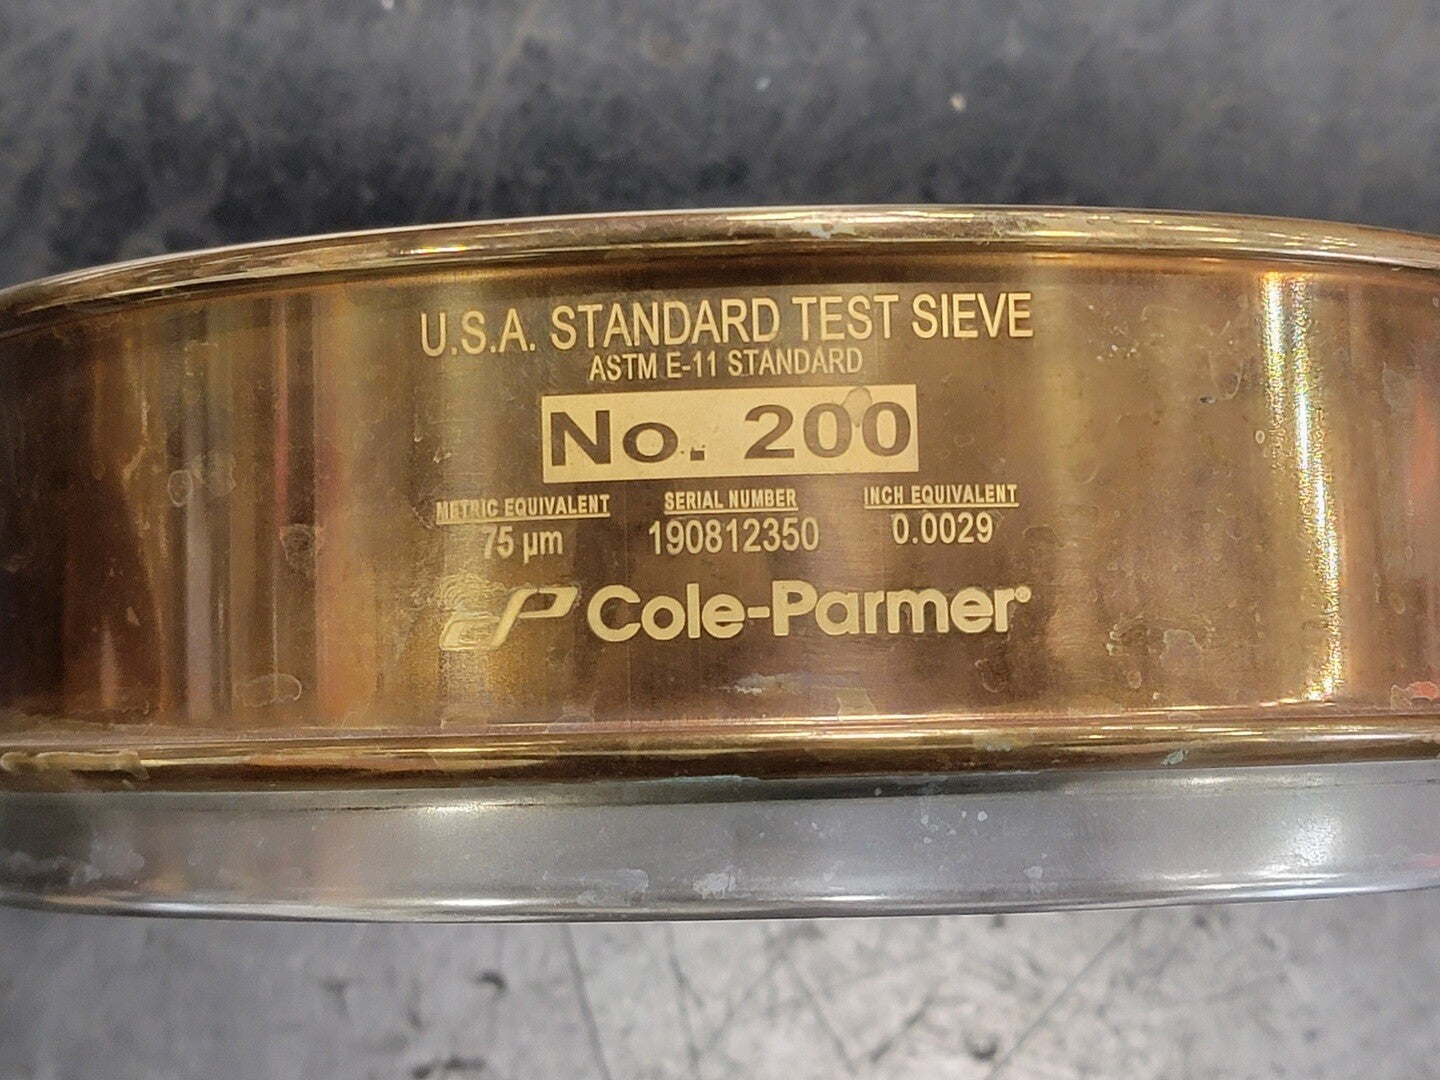 U.S.A. STANDARD TEST SIEVE
ASTM E-11 STANDARD
No. 200
METRIC EQUIVALENT SERIAL NUMBER INCH EQUIVALENT
75 µm 190812350 0.0029
CP Cole-Parmer®